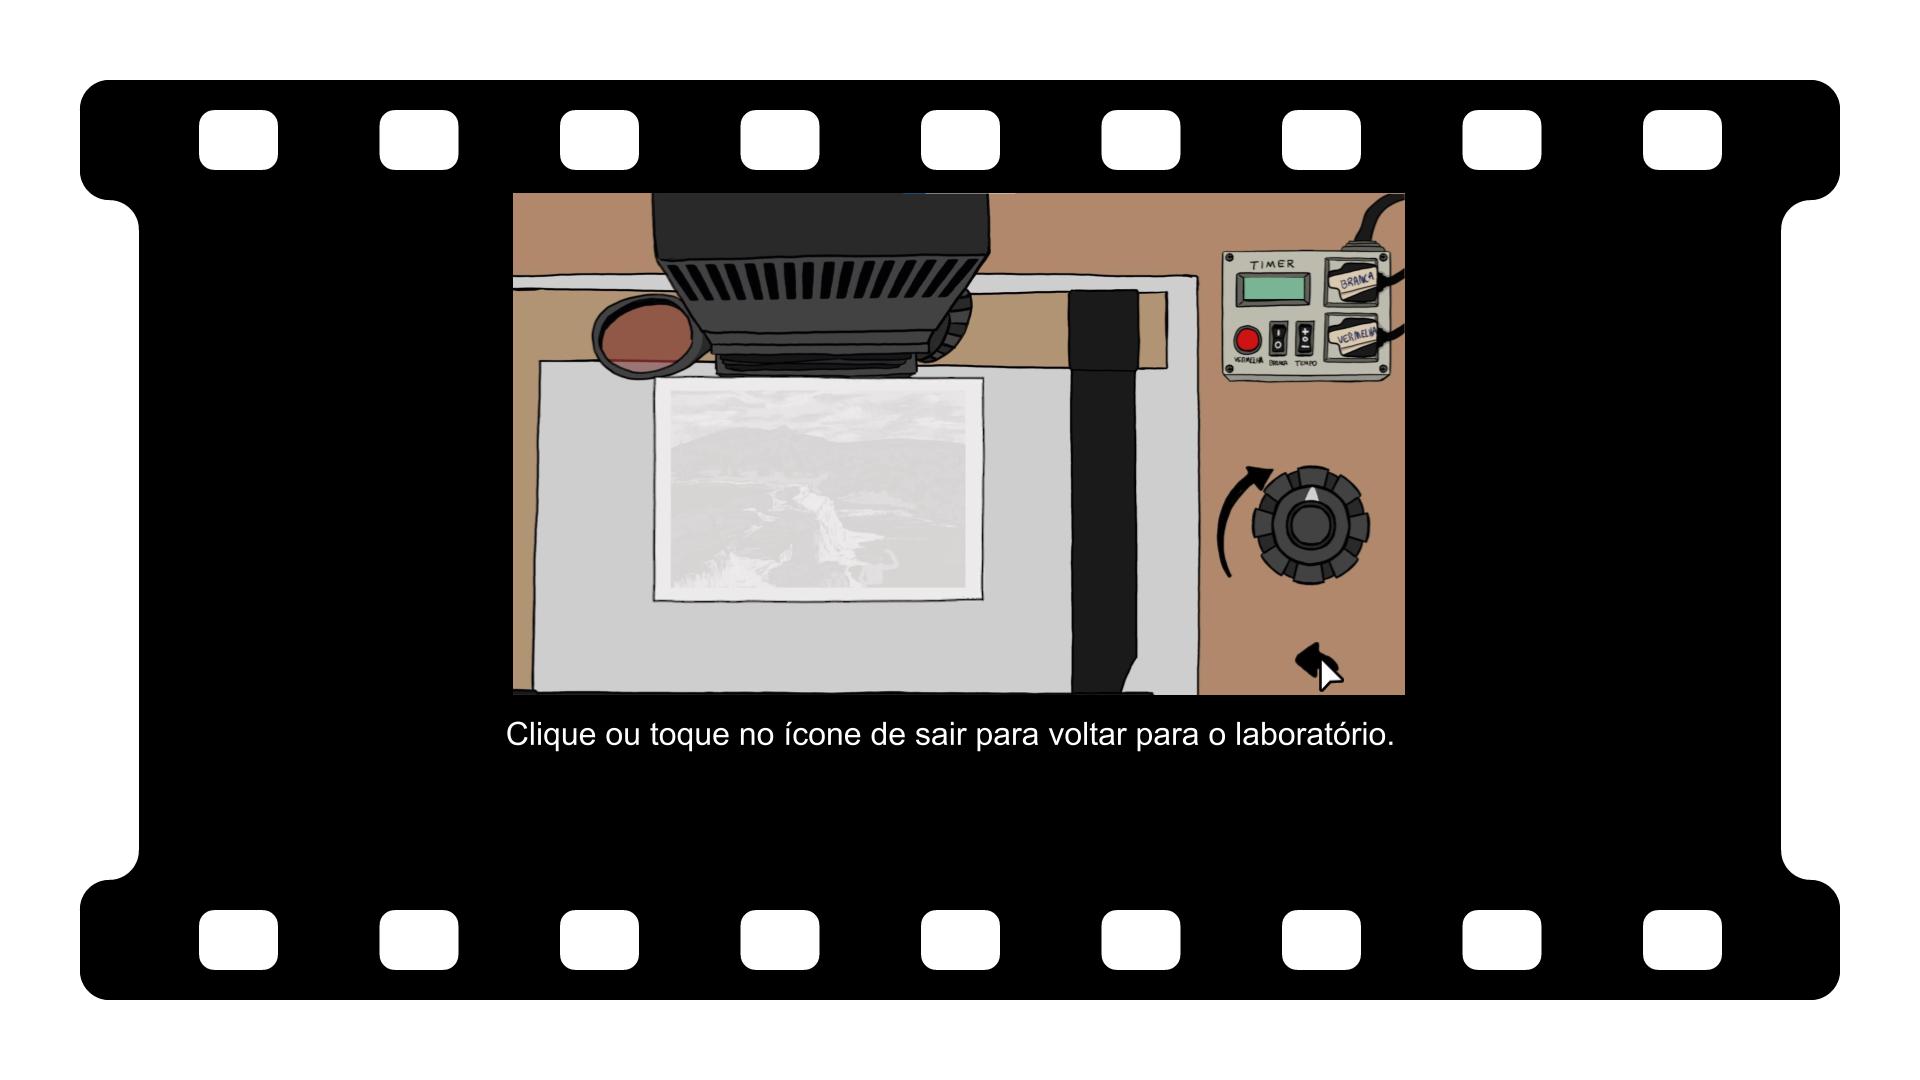 TIMER
BRANCA
VERMELHA
VERMELHA BRANCA TEMPO
Clique ou toque no ícone de sair para voltar para o laboratório.